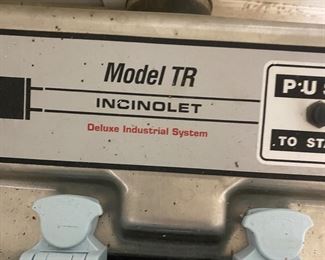 Model TR
INCINOLET
Deluxe Industrial System
PUS
TO STA